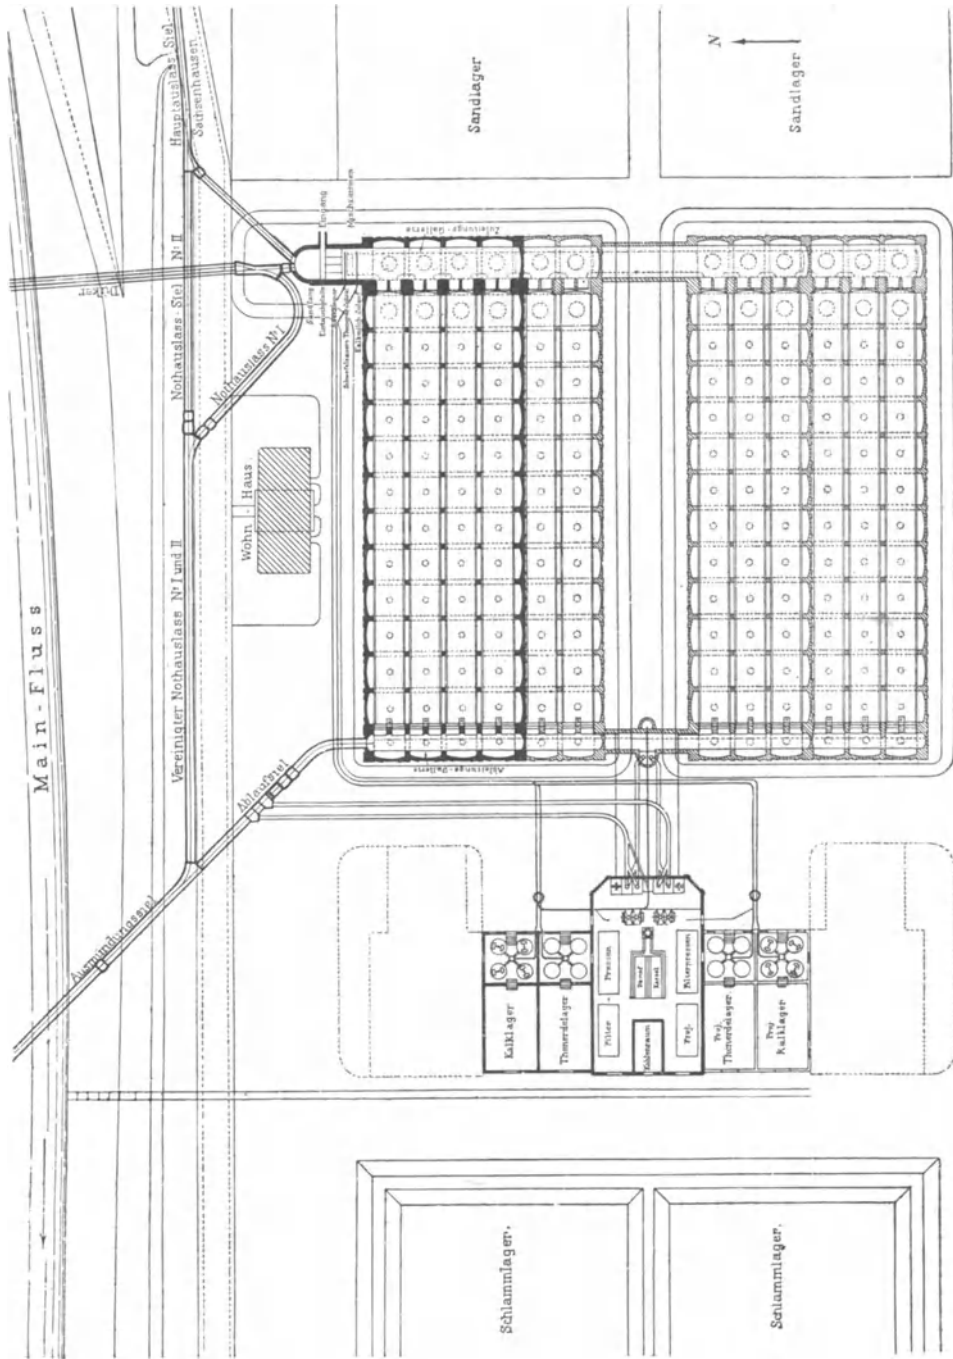 Main-Fluss
Hauptauslass-Siel
Sachsenhausen
Nothauslass-Siel Nº II
Vereinigter Nothauslass Nº I und II
Düker
Nothauslass Nº I
Ablaufsiel
Ausmündungssiel
Wohn-Haus
Eingang
Zuleitungs-Gallerie
Ableitungs-Gallerie
Sandlager
Sandlager
N
Kalklager
Thonerdelager
Filter
Pressen
Dampf
Kessel
Kohlenraum
Proj.
Filterpressen
Proj.
Thonerdelager.
Proj.
Kalklager
Schlammlager.
Schlammlager.